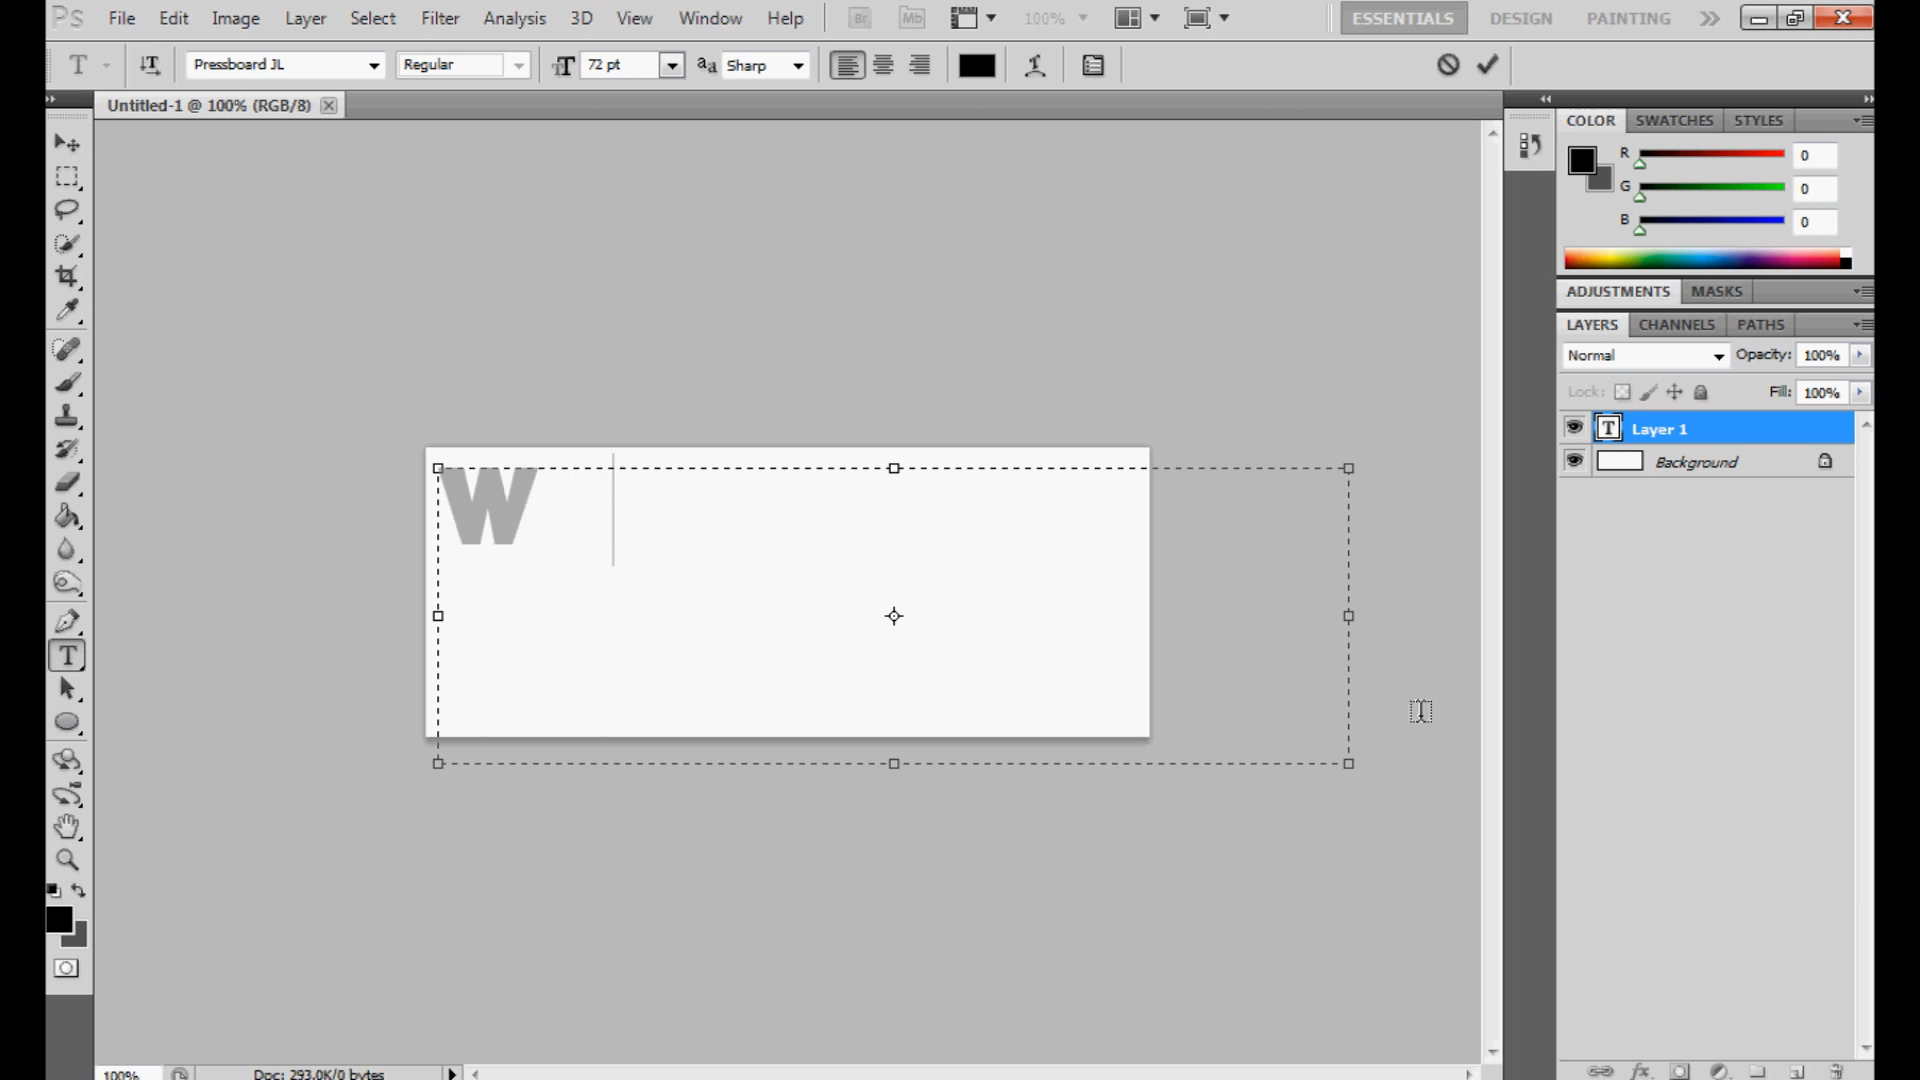 Ps File Edit Image Layer Select Filter Analysis 3D View Window Help Br Mb 100% ESSENTIALS DESIGN PAINTING
T Pressboard JL Regular 72 pt Sharp
Untitled-1 @ 100% (RGB/8)
COLOR SWATCHES STYLES
R 0
G 0
B 0
ADJUSTMENTS MASKS
LAYERS CHANNELS PATHS
Normal Opacity: 100%
Lock: Fill: 100%
T Layer 1
Background
W
T
100% Doc: 293.0K/0 bytes